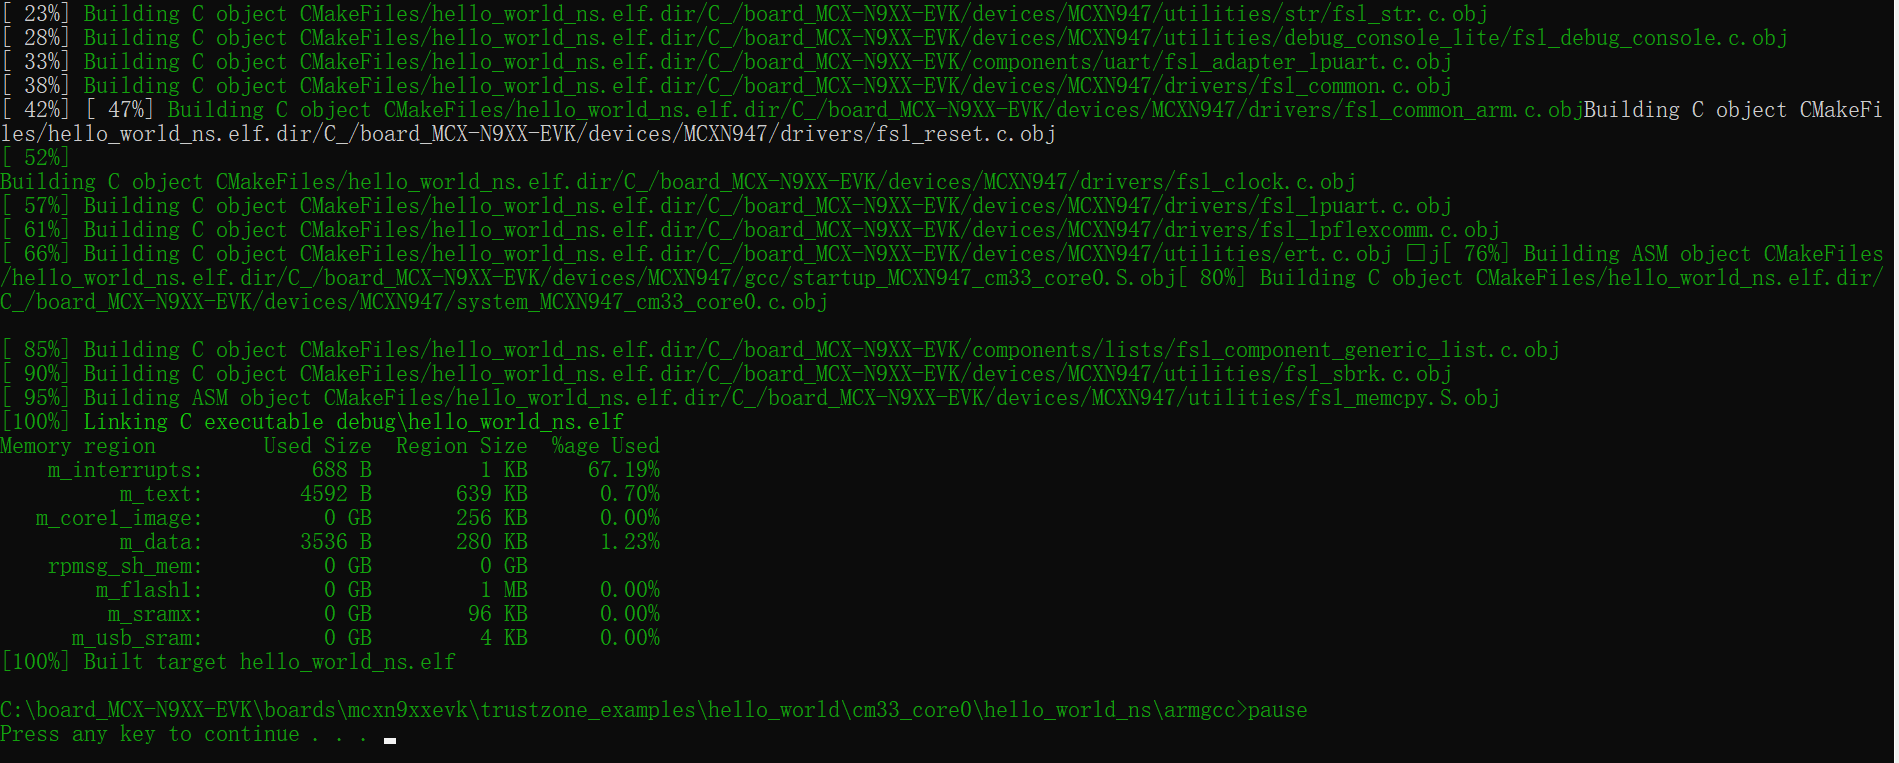 [ 23%] Building C object CMakeFiles/hello_world_ns.elf.dir/C_/board_MCX-N9XX-EVK/devices/MCXN947/utilities/str/fsl_str.c.obj
[ 28%] Building C object CMakeFiles/hello_world_ns.elf.dir/C_/board_MCX-N9XX-EVK/devices/MCXN947/utilities/debug_console_lite/fsl_debug_console.c.obj
[ 33%] Building C object CMakeFiles/hello_world_ns.elf.dir/C_/board_MCX-N9XX-EVK/components/uart/fsl_adapter_lpuart.c.obj
[ 38%] Building C object CMakeFiles/hello_world_ns.elf.dir/C_/board_MCX-N9XX-EVK/devices/MCXN947/drivers/fsl_common.c.obj
[ 42%] [ 47%] Building C object CMakeFiles/hello_world_ns.elf.dir/C_/board_MCX-N9XX-EVK/devices/MCXN947/drivers/fsl_common_arm.c.objBuilding C object CMakeFi
les/hello_world_ns.elf.dir/C_/board_MCX-N9XX-EVK/devices/MCXN947/drivers/fsl_reset.c.obj
[ 52%]
Building C object CMakeFiles/hello_world_ns.elf.dir/C_/board_MCX-N9XX-EVK/devices/MCXN947/drivers/fsl_clock.c.obj
[ 57%] Building C object CMakeFiles/hello_world_ns.elf.dir/C_/board_MCX-N9XX-EVK/devices/MCXN947/drivers/fsl_lpuart.c.obj
[ 61%] Building C object CMakeFiles/hello_world_ns.elf.dir/C_/board_MCX-N9XX-EVK/devices/MCXN947/drivers/fsl_lpflexcomm.c.obj
[ 66%] Building C object CMakeFiles/hello_world_ns.elf.dir/C_/board_MCX-N9XX-EVK/devices/MCXN947/utilities/ert.c.obj □j[ 76%] Building ASM object CMakeFiles
/hello_world_ns.elf.dir/C_/board_MCX-N9XX-EVK/devices/MCXN947/gcc/startup_MCXN947_cm33_core0.S.obj[ 80%] Building C object CMakeFiles/hello_world_ns.elf.dir/
C_/board_MCX-N9XX-EVK/devices/MCXN947/system_MCXN947_cm33_core0.c.obj
[ 85%] Building C object CMakeFiles/hello_world_ns.elf.dir/C_/board_MCX-N9XX-EVK/components/lists/fsl_component_generic_list.c.obj
[ 90%] Building C object CMakeFiles/hello_world_ns.elf.dir/C_/board_MCX-N9XX-EVK/devices/MCXN947/utilities/fsl_sbrk.c.obj
[ 95%] Building ASM object CMakeFiles/hello_world_ns.elf.dir/C_/board_MCX-N9XX-EVK/devices/MCXN947/utilities/fsl_memcpy.S.obj
[100%] Linking C executable debug\hello_world_ns.elf
Memory region         Used Size  Region Size  %age Used
    m_interrupts:         688 B         1 KB     67.19%
          m_text:        4592 B       639 KB      0.70%
   m_core1_image:          0 GB       256 KB      0.00%
          m_data:        3536 B       280 KB      1.23%
    rpmsg_sh_mem:          0 GB         0 GB
        m_flash1:          0 GB         1 MB      0.00%
         m_sramx:          0 GB        96 KB      0.00%
      m_usb_sram:          0 GB         4 KB      0.00%
[100%] Built target hello_world_ns.elf
C:\board_MCX-N9XX-EVK\boards\mcxn9xxevk\trustzone_examples\hello_world\cm33_core0\hello_world_ns\armgcc>pause
Press any key to continue . . .